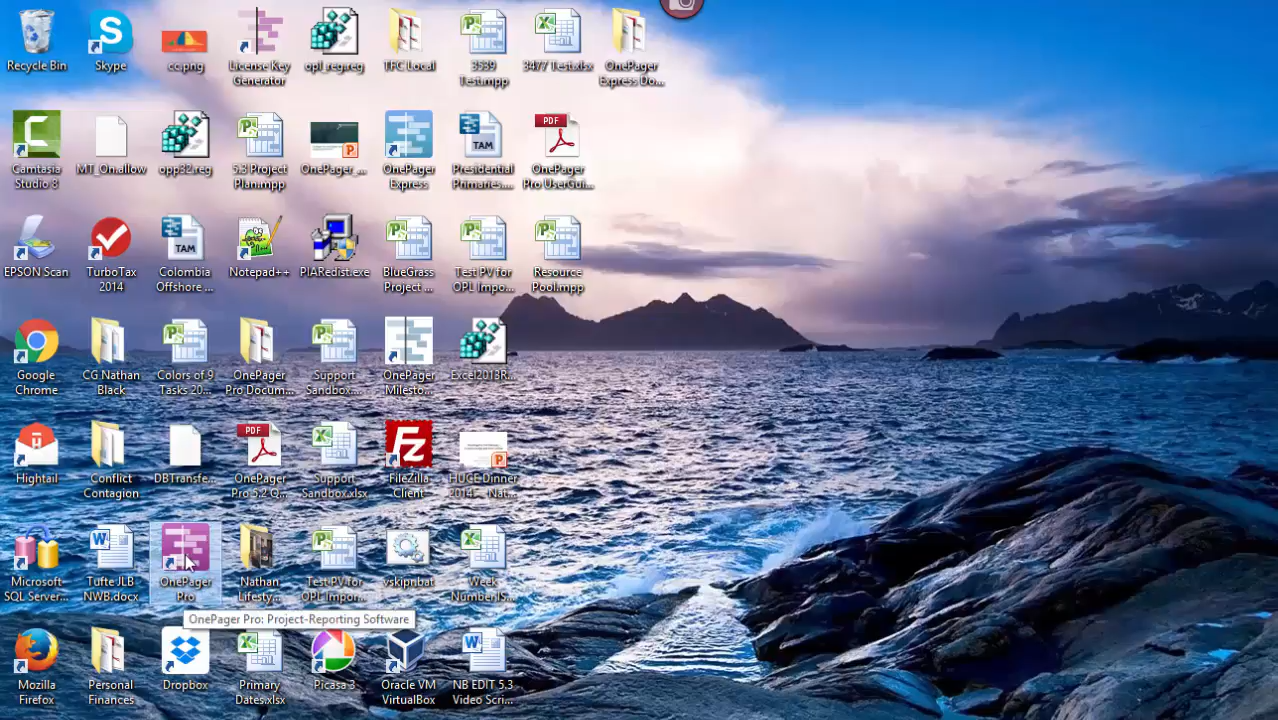 Recycle Bin
Skype
cc.png
License Key
Generator
opl_reg.reg
TFC Local
3539
Test.mpp
3477 Test.xlsx
OnePager
Express Do...
Camtasia
Studio 8
MT_On.allow
opp32.reg
5.3 Project
Plan.mpp
OnePager_...
OnePager
Express
TAM
Presidential
Primaries....
PDF
OnePager
Pro UserGui...
EPSON Scan
TurboTax
2014
TAM
Colombia
Offshore ...
Notepad++
PIARedist.exe
BlueGrass
Project ...
Test PV for
OPL Impo...
Resource
Pool.mpp
Google
Chrome
CG Nathan
Black
Colors of 9
Tasks 20...
OnePager
Pro Docum...
Support
Sandbox....
OnePager
Milesto...
Excel2013R...
Hightail
Conflict
Contagion
DBTransfe...
PDF
OnePager
Pro 5.2 Q...
Support
Sandbox.xlsx
FZ
FileZilla
Client
HUGE Dinner
Microsoft
SQL Server...
Tufte JLB
NWB.docx
OnePager
Pro
Nathan
Lifesty...
Test PV for
OPL Impor...
vskipn.bat
Week
OnePager Pro: Project-Reporting Software
Mozilla
Firefox
Personal
Finances
Dropbox
Primary
Dates.xlsx
Picasa 3
Oracle VM
VirtualBox
NB EDIT 5.3
Video Scri...